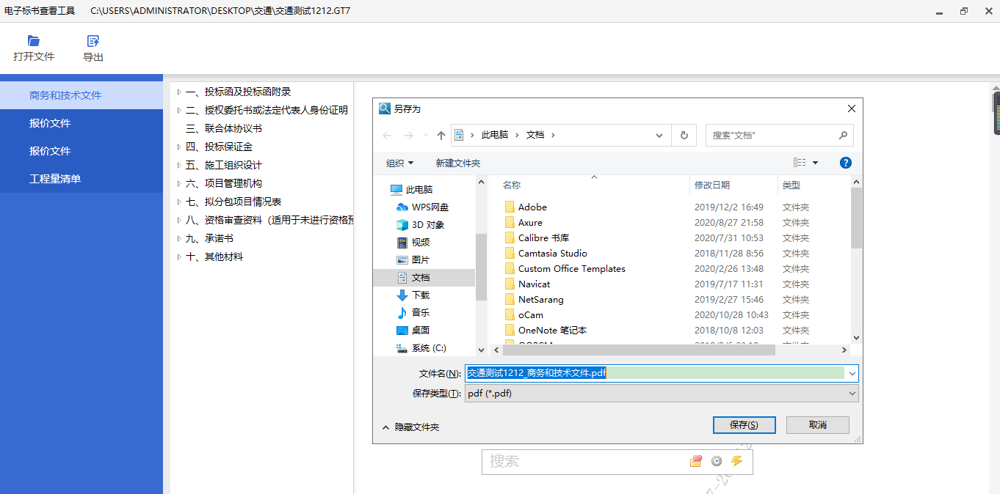 电子标书查看工具 C:\USERS\ADMINISTRATOR\DESKTOP\交通\交通测试1212.GT7
打开文件 导出
商务和技术文件
报价文件
报价文件
工程量清单
一、投标函及投标函附录
二、授权委托书或法定代表人身份证明
三、联合体协议书
四、投标保证金
五、施工组织设计
六、项目管理机构
七、拟分包项目情况表
八、资格审查资料（适用于未进行资格预
九、承诺书
十、其他材料
另存为
此电脑 文档 搜索"文档"
组织 新建文件夹
此电脑
WPS网盘
3D 对象
视频
图片
文档
下载
音乐
桌面
系统 (C:)
名称 修改日期 类型
Adobe 2019/12/2 16:49 文件夹
Axure 2020/8/27 21:58 文件夹
Calibre 书库 2020/7/31 10:53 文件夹
Camtasia Studio 2018/11/28 8:56 文件夹
Custom Office Templates 2020/2/26 13:48 文件夹
Navicat 2019/7/17 11:31 文件夹
NetSarang 2019/2/27 15:46 文件夹
oCam 2020/10/28 10:43 文件夹
OneNote 笔记本 2018/10/8 12:03 文件夹
文件名(N): 交通测试1212_商务和技术文件.pdf
保存类型(T): pdf (*.pdf)
隐藏文件夹 保存(S) 取消
搜索